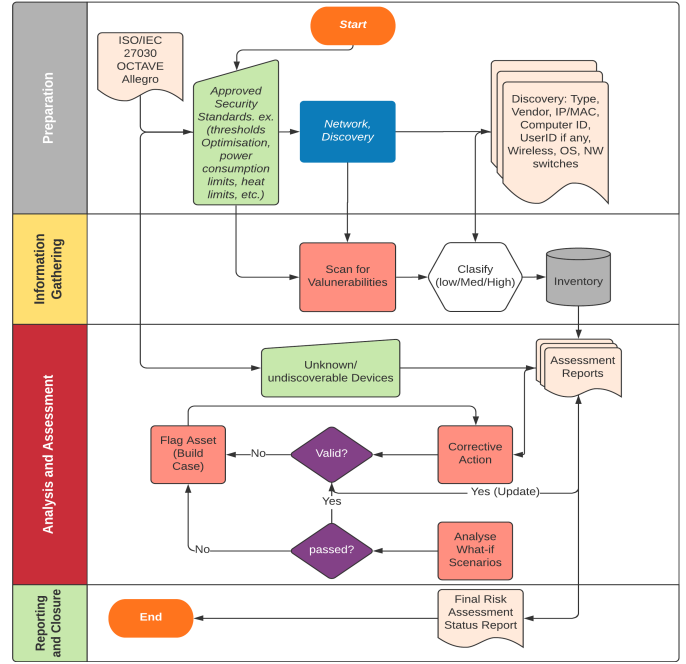 Start
ISO/IEC
27030
OCTAVE
Allegro
Preparation
Approved
Security
Standards. ex.
(thresholds
Optimisation,
power
consumption
limits, heat
limits, etc.)
Network,
Discovery
Discovery: Type,
Vendor, IP/MAC,
Computer ID,
UserID if any,
Wireless, OS, NW
switches
Information
Gathering
Scan for
Valunerabilities
Clasify
(low/Med/High)
Inventory
Analysis and Assessment
Unknown/
undiscoverable Devices
Assessment
Reports
Flag Asset
(Build
Case)
No
Valid?
Corrective
Action
Yes (Update)
Yes
No
passed?
Analyse
What-if
Scenarios
Reporting
and Closure
End
Final Risk
Assessment
Status Report